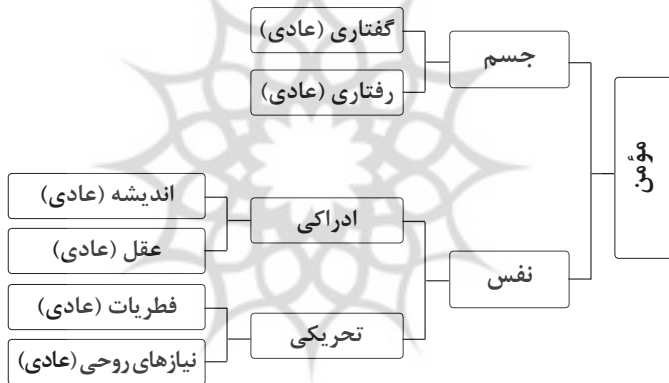 مؤمن
جسم
گفتاری (عادی)
رفتاری (عادی)
نفس
ادراکی
اندیشه (عادی)
عقل (عادی)
تحریکی
فطریات (عادی)
نیازهای روحی (عادی)